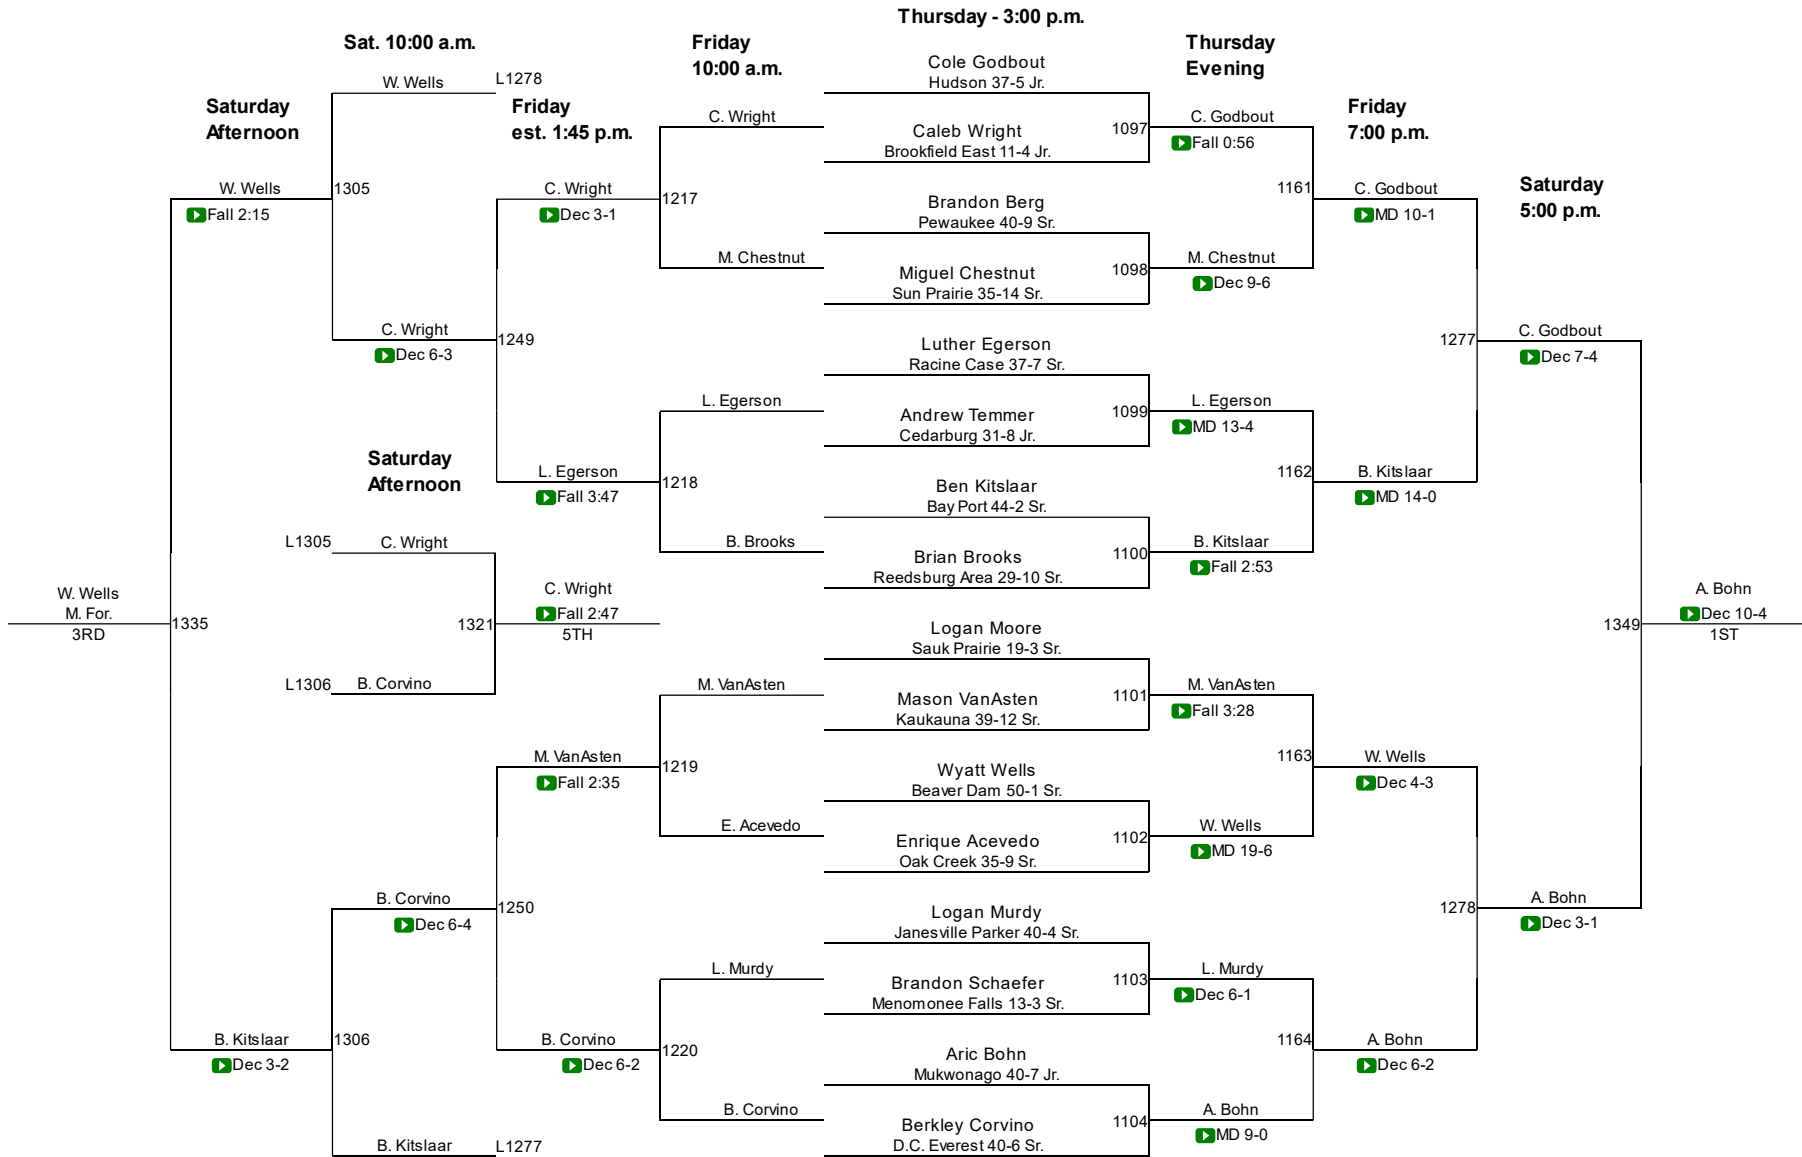 Thursday - 3:00 p.m.
Sat. 10:00 a.m.
Friday
10:00 a.m.
Thursday
Evening
Saturday
Afternoon
Friday
est. 1:45 p.m.
Friday
7:00 p.m.
Saturday
5:00 p.m.
Saturday
Afternoon
W. Wells
M. For.
3RD
1335
W. Wells
Fall 2:15
B. Kitslaar
Dec 3-2
W. Wells
L1278
1305
C. Wright
Dec 6-3
L1305
C. Wright
L1306
B. Corvino
1321
C. Wright
Fall 2:47
5TH
B. Corvino
Dec 6-4
1306
B. Kitslaar
L1277
C. Wright
Dec 3-1
1249
L. Egerson
Fall 3:47
M. VanAsten
Fall 2:35
1250
B. Corvino
Dec 6-2
C. Wright
1217
M. Chestnut
L. Egerson
1218
B. Brooks
M. VanAsten
1219
E. Acevedo
L. Murdy
1220
B. Corvino
Cole Godbout
Hudson 37-5 Jr.
1097
Caleb Wright
Brookfield East 11-4 Jr.
Brandon Berg
Pewaukee 40-9 Sr.
1098
Miguel Chestnut
Sun Prairie 35-14 Sr.
Luther Egerson
Racine Case 37-7 Sr.
1099
Andrew Temmer
Cedarburg 31-8 Jr.
Ben Kitslaar
Bay Port 44-2 Sr.
1100
Brian Brooks
Reedsburg Area 29-10 Sr.
Logan Moore
Sauk Prairie 19-3 Sr.
1101
Mason VanAsten
Kaukauna 39-12 Sr.
Wyatt Wells
Beaver Dam 50-1 Sr.
1102
Enrique Acevedo
Oak Creek 35-9 Sr.
Logan Murdy
Janesville Parker 40-4 Sr.
1103
Brandon Schaefer
Menomonee Falls 13-3 Sr.
Aric Bohn
Mukwonago 40-7 Jr.
1104
Berkley Corvino
D.C. Everest 40-6 Sr.
C. Godbout
Fall 0:56
1161
M. Chestnut
Dec 9-6
L. Egerson
MD 13-4
1162
B. Kitslaar
Fall 2:53
M. VanAsten
Fall 3:28
1163
W. Wells
MD 19-6
L. Murdy
Dec 6-1
1164
A. Bohn
MD 9-0
C. Godbout
MD 10-1
1277
B. Kitslaar
MD 14-0
W. Wells
Dec 4-3
1278
A. Bohn
Dec 6-2
C. Godbout
Dec 7-4
1349
A. Bohn
Dec 3-1
A. Bohn
Dec 10-4
1ST